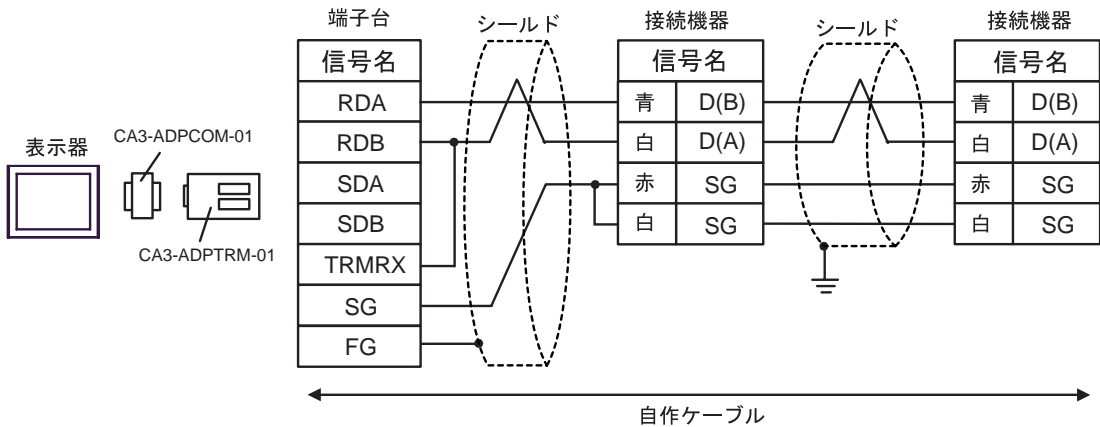 表示器
CA3-ADPCOM-01
CA3-ADPTRM-01
端子台
信号名
RDA
RDB
SDA
SDB
TRMRX
SG
FG
シールド
接続機器
信号名
青 D(B)
白 D(A)
赤 SG
白 SG
シールド
接続機器
信号名
青 D(B)
白 D(A)
赤 SG
白 SG
自作ケーブル